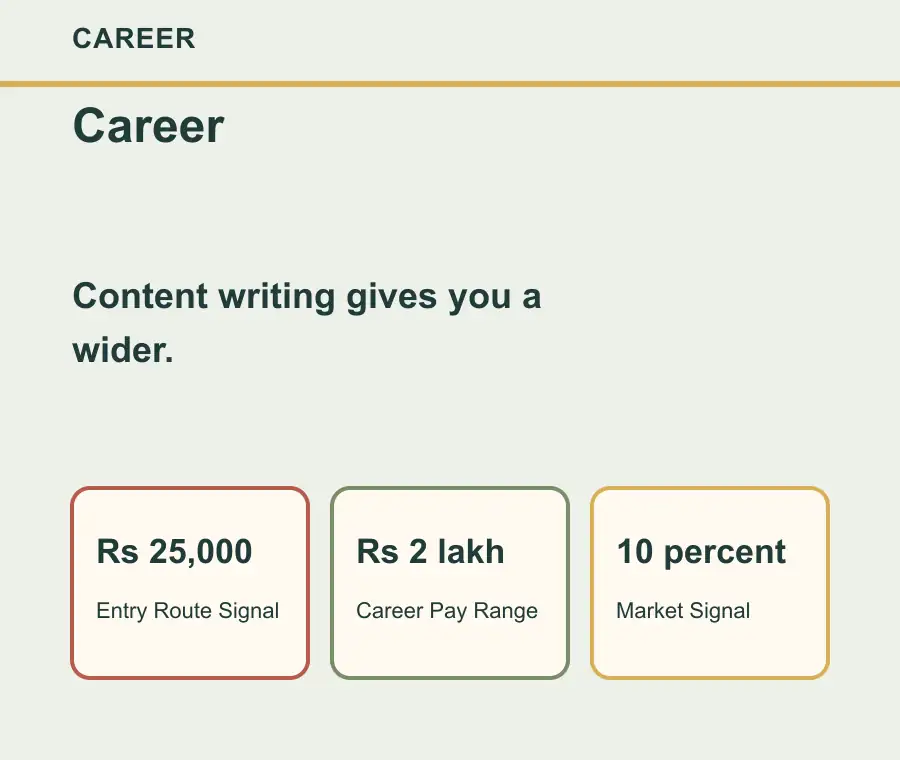 CAREER
Career
Content writing gives you a
wider.
Rs 25,000
Entry Route Signal
Rs 2 lakh
Career Pay Range
10 percent
Market Signal